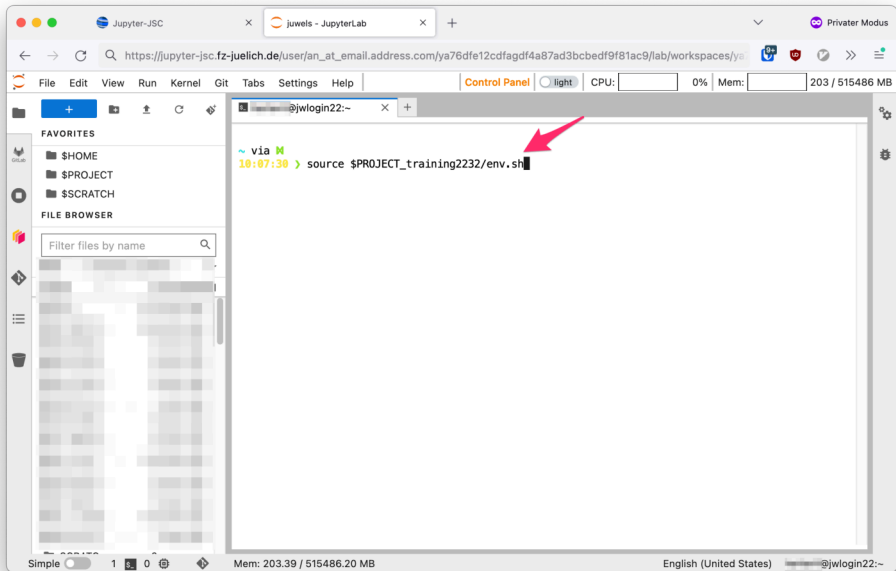 Jupyter-JSC
juwels - JupyterLab
Privater Modus
https://jupyter-jsc.fz-juelich.de/user/an_at_email.address.com/ya76dfe12cdfagdf4a87ad3bcbedf9f81ac9/lab/workspaces/ya
9+
File Edit View Run Kernel Git Tabs Settings Help
Control Panel light CPU: 0% Mem: 203 / 515486 MB
@jwlogin22:~
FAVORITES
$HOME
$PROJECT
$SCRATCH
FILE BROWSER
Filter files by name
GitLab
~ via N
10:07:30 ❯ source $PROJECT_training2232/env.sh
Simple 1 $_ 0 Mem: 203.39 / 515486.20 MB English (United States) @jwlogin22:~